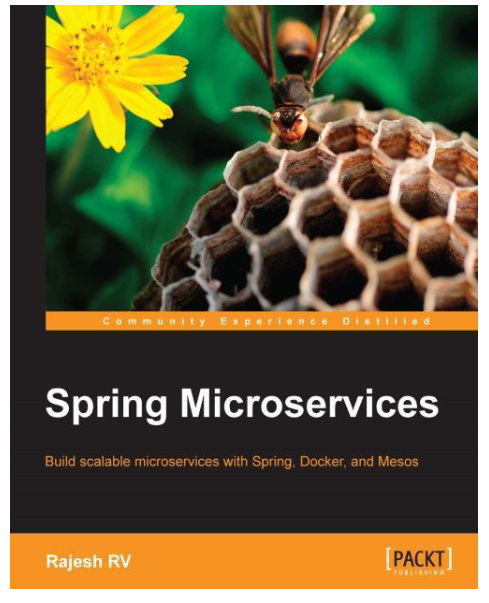 Community Experience Distilled
Spring Microservices
Build scalable microservices with Spring, Docker, and Mesos
Rajesh RV
[PACKT]
PUBLISHING